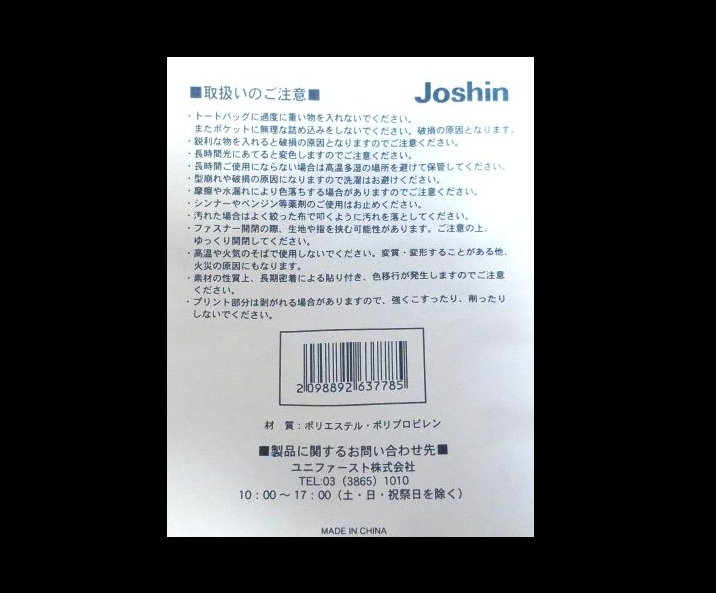 ■取扱いのご注意■
Joshin
・トートバッグに過度に重い物を入れないでください。
またポケットに無理な詰め込みをしないでください。破損の原因となります。
・鋭利な物を入れると破損の原因となりますのでご注意ください。
・長時間光にあてると変色しますのでご注意ください。
・長時間ご使用にならない場合は高温多湿の場所を避けて保管してください。
・型崩れや破損の原因になりますので洗濯はお避けください。
・摩擦や水漏れにより色落ちする場合がありますのでご注意ください。
・シンナーやベンジン等薬剤のご使用はお止めください。
・汚れた場合はよく絞った布で叩くように汚れを落としてください。
・ファスナー開閉の際、生地や指を挟む可能性があります。ご注意の上、
ゆっくり開閉してください。
・高温や火気のそばで使用しないでください。変質・変形することがある他、
火災の原因にもなります。
・素材の性質上、長期密着による貼り付き、色移行が発生しますのでご注意
ください。
・プリント部分は剥がれる場合がありますので、強くこすったり、削ったり
しないでください。
2098892637785
材 質：ポリエステル・ポリプロピレン
■製品に関するお問い合わせ先■
ユニファースト株式会社
TEL:03（3865）1010
10：00～17：00（土・日・祝祭日を除く）
MADE IN CHINA